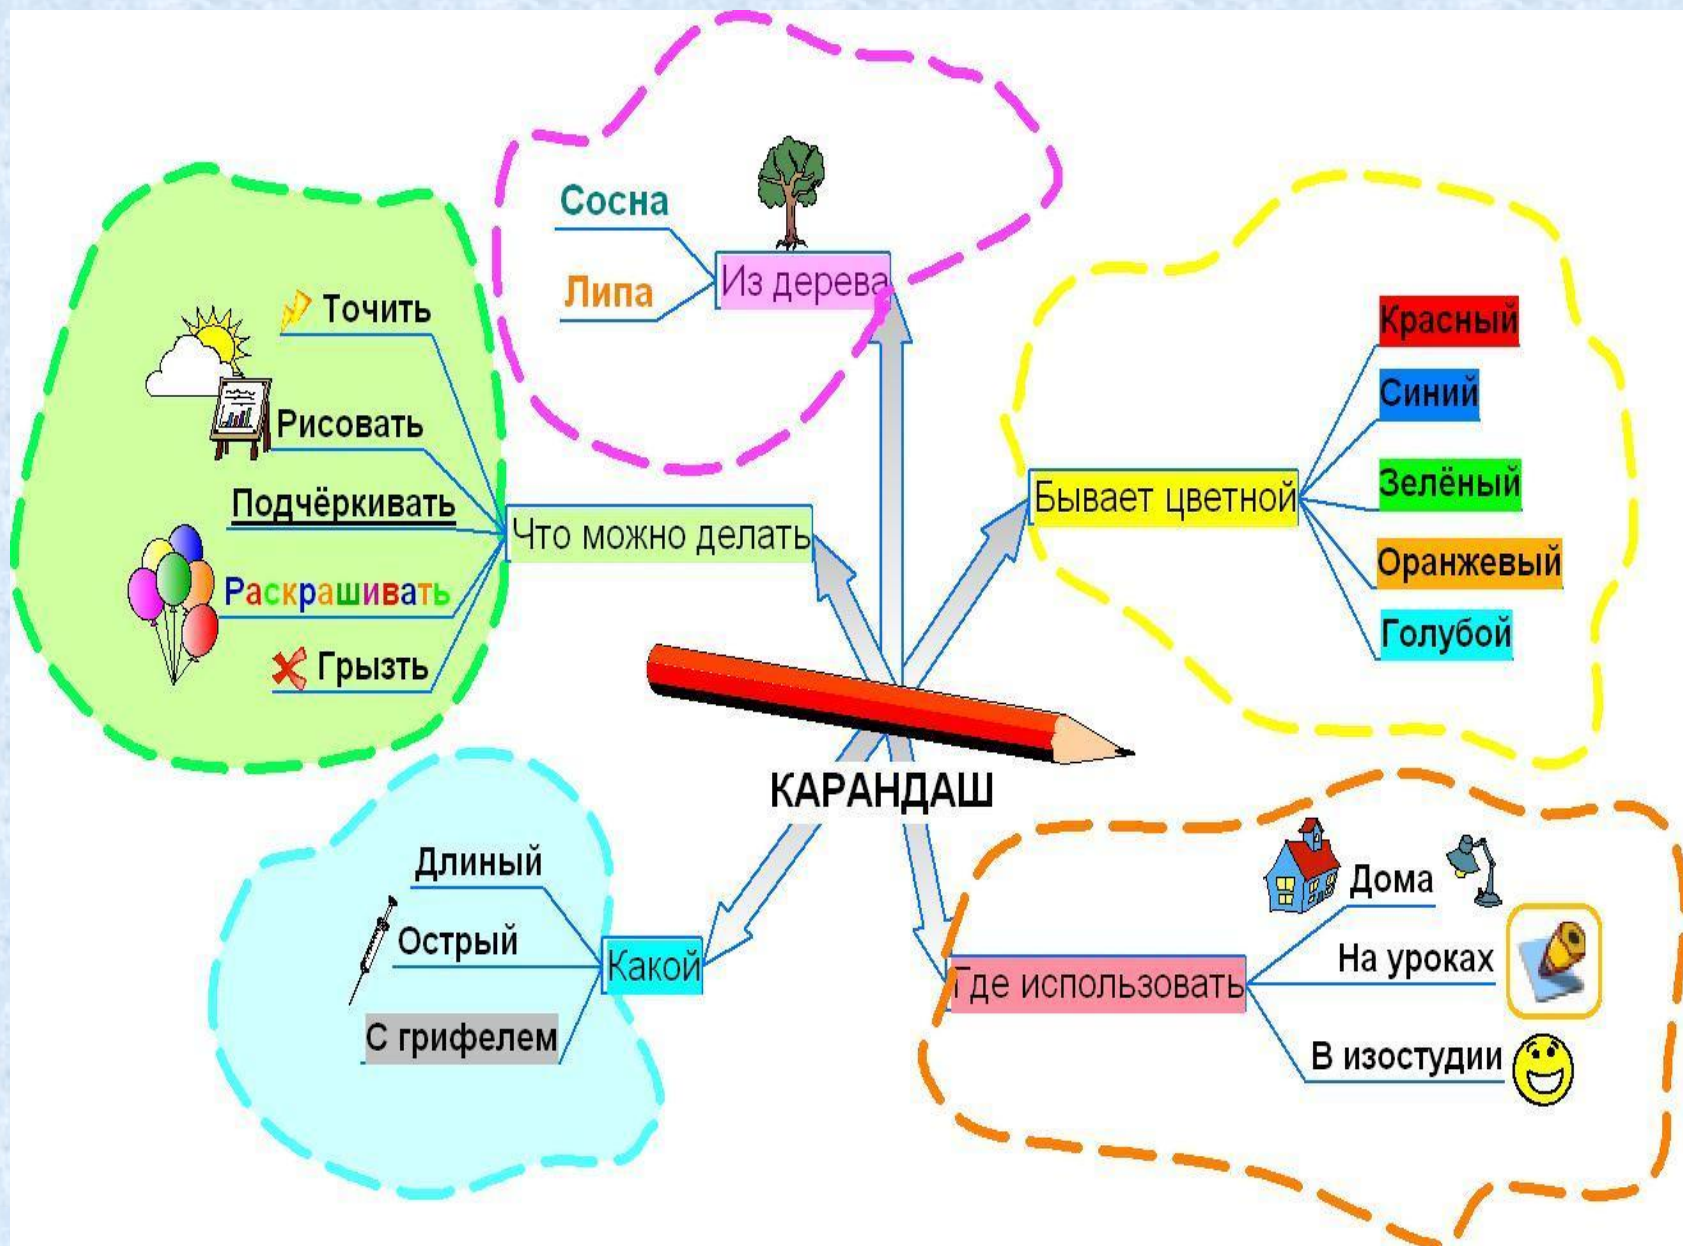 Сосна
Липа
Из дерева
Точить
Рисовать
Подчёркивать
Раскрашивать
Грызть
Что можно делать
Бывает цветной
Красный
Синий
Зелёный
Оранжевый
Голубой
КАРАНДАШ
Длиный
Острый
С грифелем
Какой
Где использовать
Дома
На уроках
В изостудии